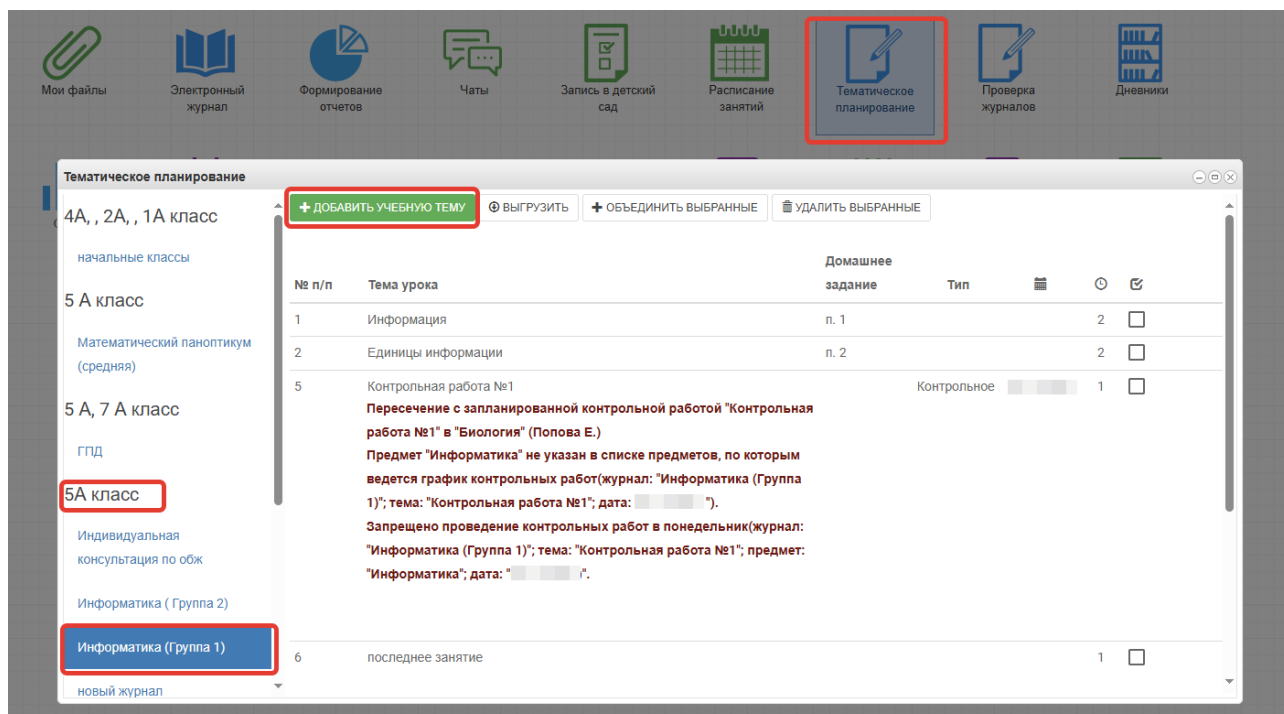 Мои файлы
Электронный
журнал
Формирование
отчетов
Чаты
Запись в детский
сад
Расписание
занятий
Тематическое
планирование
Проверка
журналов
Дневники
Тематическое планирование
4А, , 2А, , 1А класс
начальные классы
5 А класс
Математический паноптикум
(средняя)
5 А, 7 А класс
ГПД
5А класс
Индивидуальная
консультация по обж
Информатика ( Группа 2)
Информатика (Группа 1)
новый журнал
ДОБАВИТЬ УЧЕБНУЮ ТЕМУ
ВЫГРУЗИТЬ
ОБЪЕДИНИТЬ ВЫБРАННЫЕ
УДАЛИТЬ ВЫБРАННЫЕ
№ п/п Тема урока Домашнее задание Тип
1 Информация п. 1 2
2 Единицы информации п. 2 2
5 Контрольная работа №1 Контрольное 1
Пересечение с запланированной контрольной работой "Контрольная
работа №1" в "Биология" (Попова Е.)
Предмет "Информатика" не указан в списке предметов, по которым
ведется график контрольных работ(журнал: "Информатика (Группа
1)"; тема: "Контрольная работа №1"; дата: ").
Запрещено проведение контрольных работ в понедельник(журнал:
"Информатика (Группа 1)"; тема: "Контрольная работа №1"; предмет:
"Информатика"; дата: " ".
6 последнее занятие 1